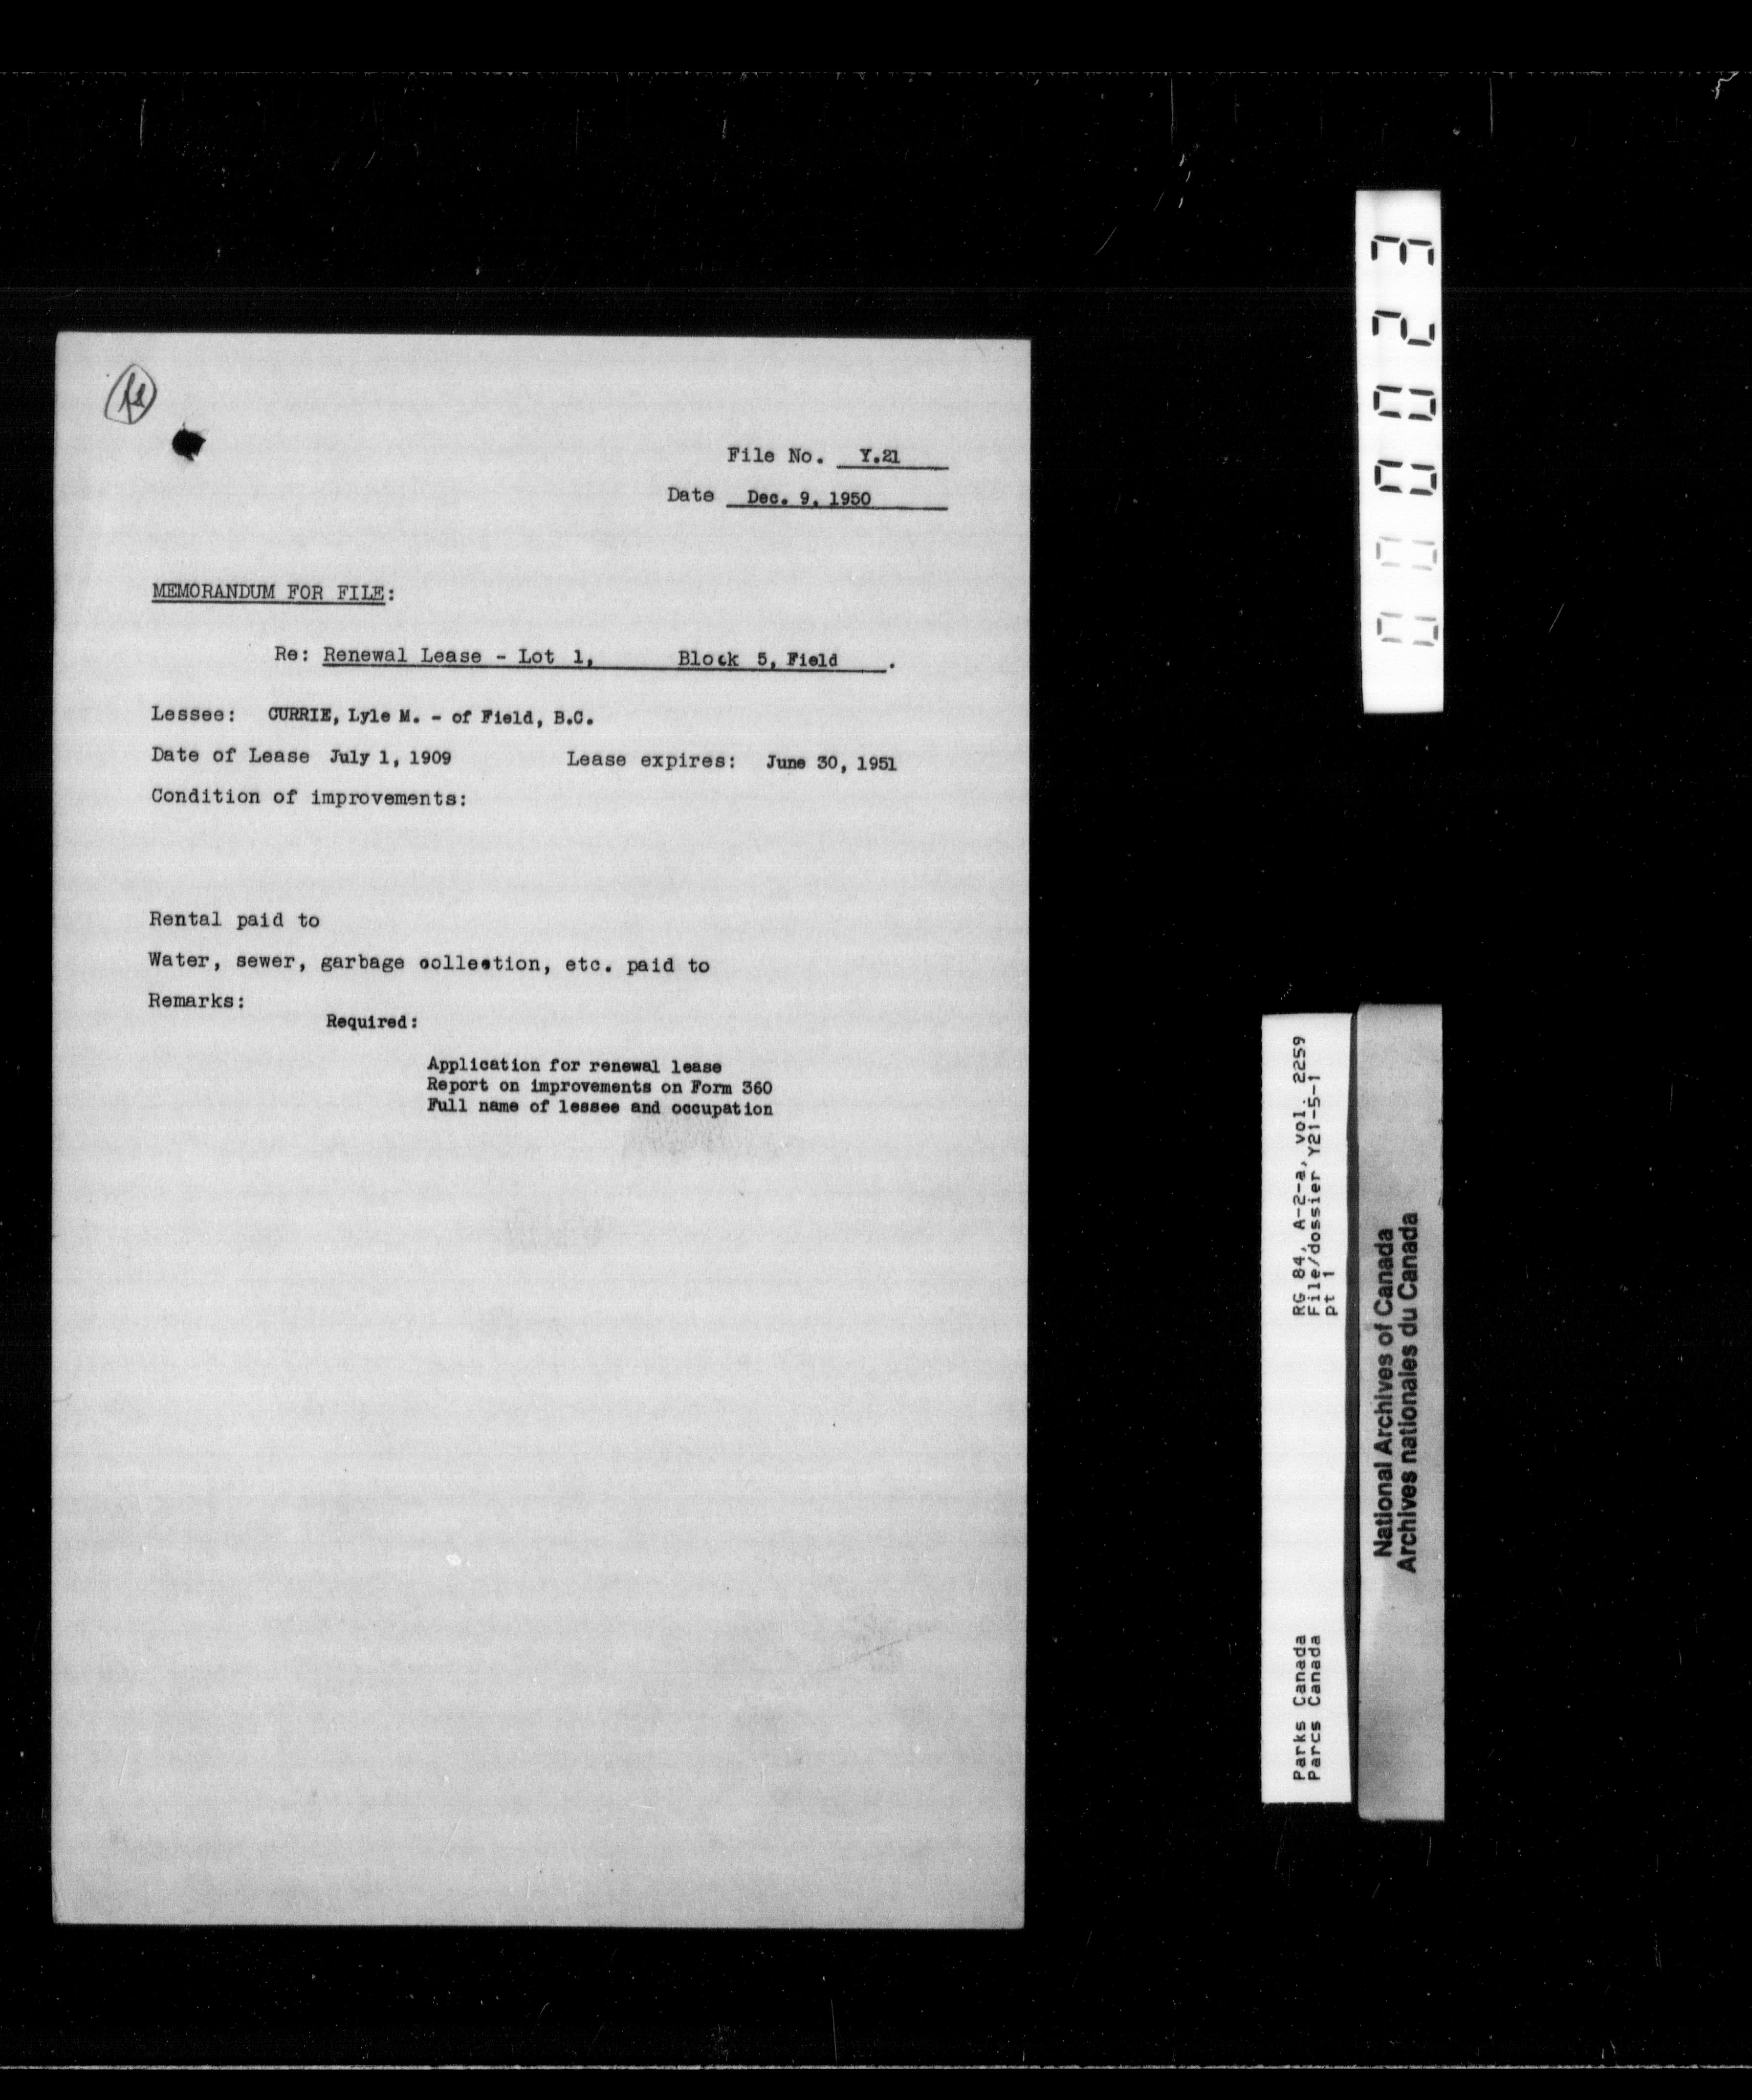 File No. Y.21
Date Dec. 9, 1950
MEMORANDUM FOR FILE:
Re: Renewal Lease - Lot 1, Block 5, Field .
Lessee: CURRIE, Lyle M. - of Field, B.C.
Date of Lease July 1, 1909 Lease expires: June 30, 1951
Condition of improvements:
Rental paid to
Water, sewer, garbage collection, etc. paid to
Remarks:
Required:
Application for renewal lease
Report on improvements on Form 360
Full name of lessee and occupation
000023
RG 84, A-2-a, vol. 2259
File/dossier Y21-5-1
pt 1
Parks Canada
Parcs Canada
National Archives of Canada
Archives nationales du Canada